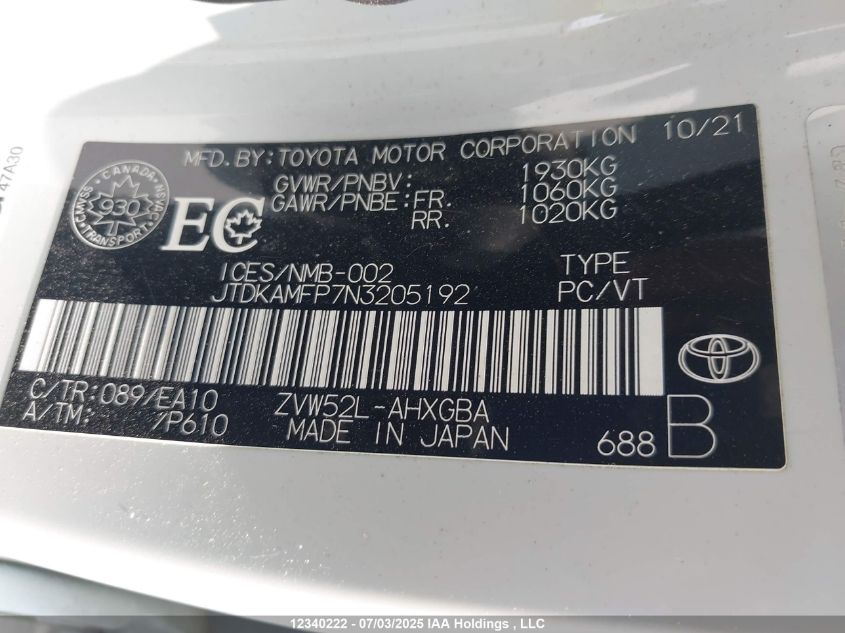 47A30
MFD.BY:TOYOTA MOTOR CORPORATION 10/21
GVWR/PNBV: 1930KG
GAWR/PNBE:FR. 1060KG
RR. 1020KG
CANADA
930
TRANSPORT
EC
ICES/NMB-002 TYPE
JTDKAMFP7N3205192 PC/VT
C/TR:089/EA10 ZVW52L-AHXGBA
A/TM: /P610 MADE IN JAPAN
688 B
12340222 - 07/03/2025 IAA Holdings , LLC